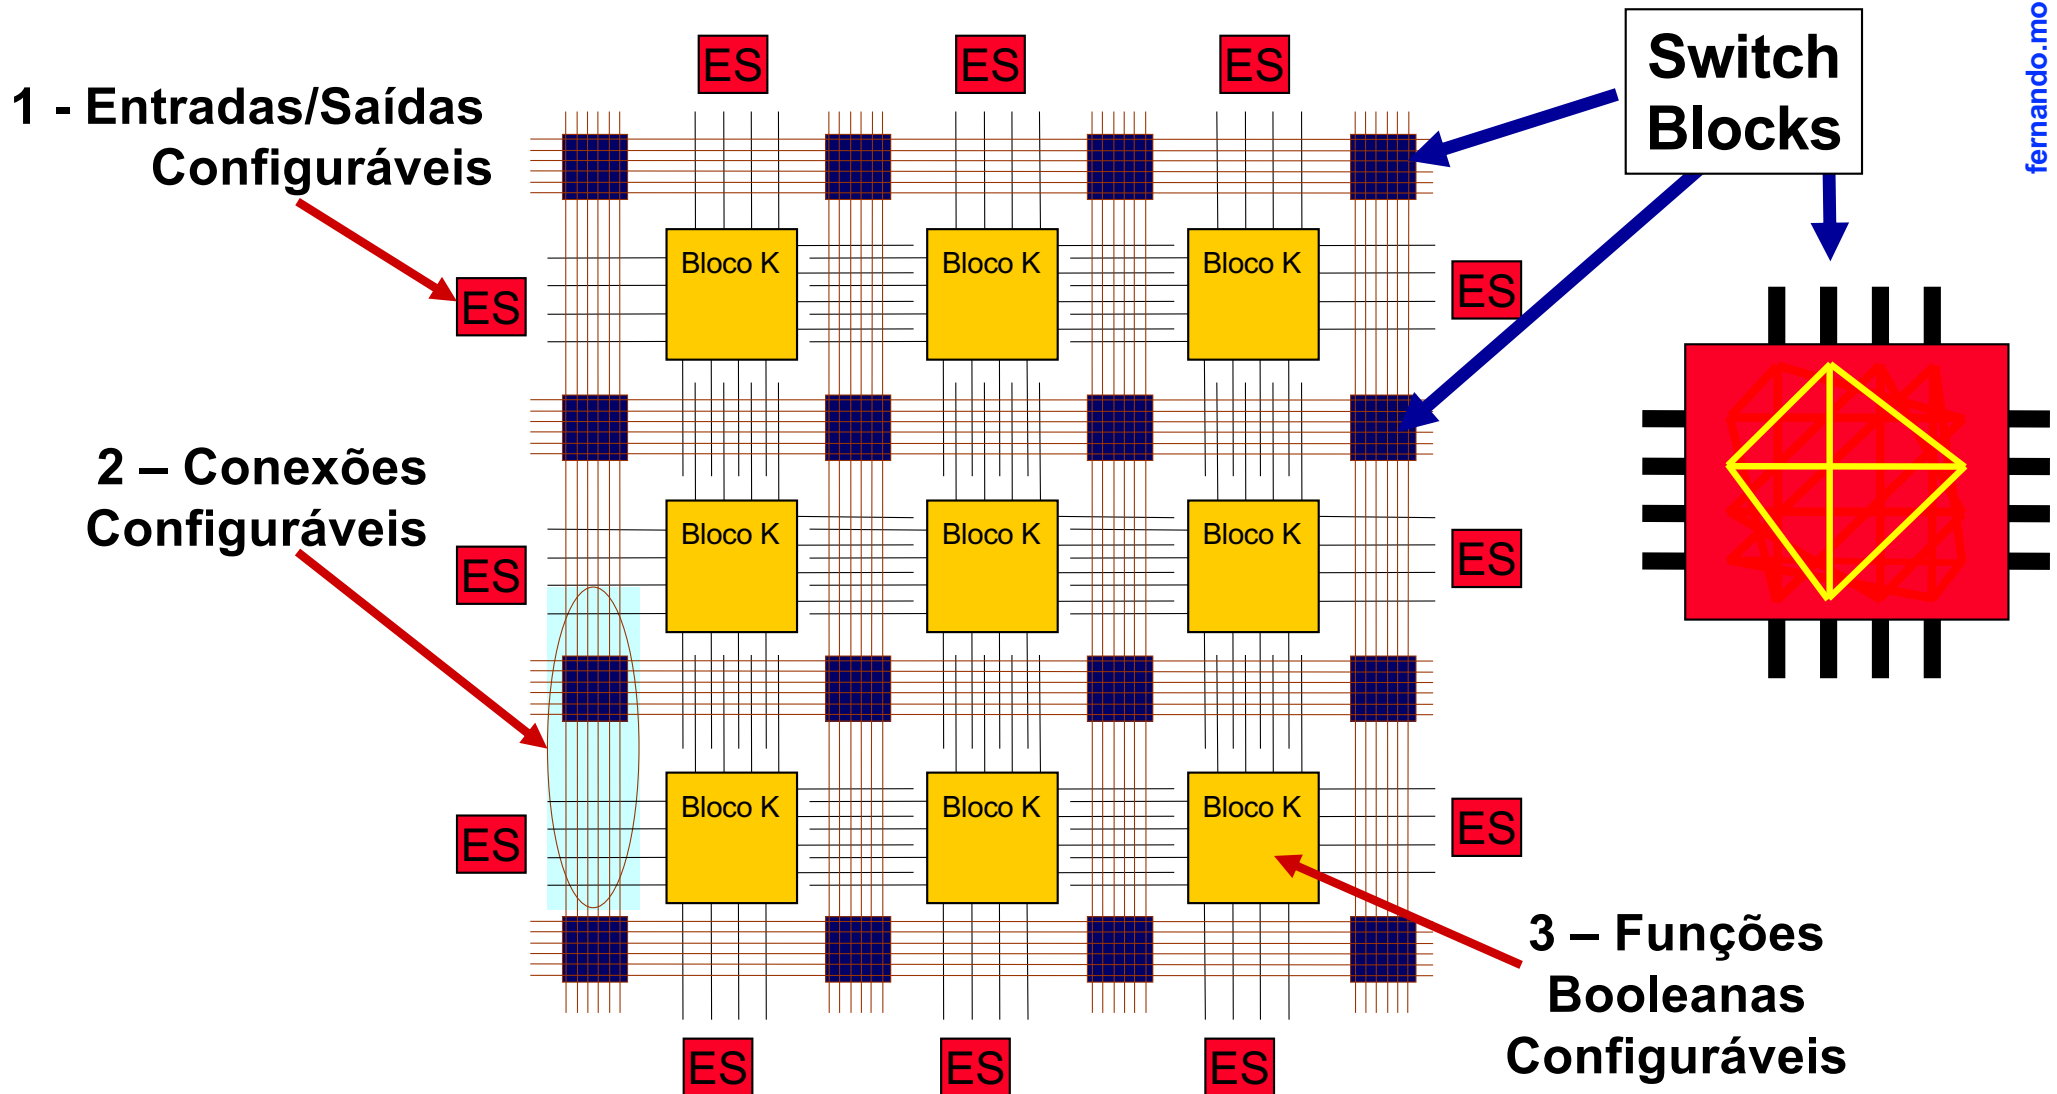 ES
ES
ES
Switch
Blocks
fernando.mo
1 - Entradas/Saídas
Configuráveis
Bloco K
Bloco K
Bloco K
ES
ES
2 – Conexões
Configuráveis
Bloco K
Bloco K
Bloco K
ES
ES
Bloco K
Bloco K
Bloco K
ES
ES
3 – Funções
Booleanas
Configuráveis
ES
ES
ES